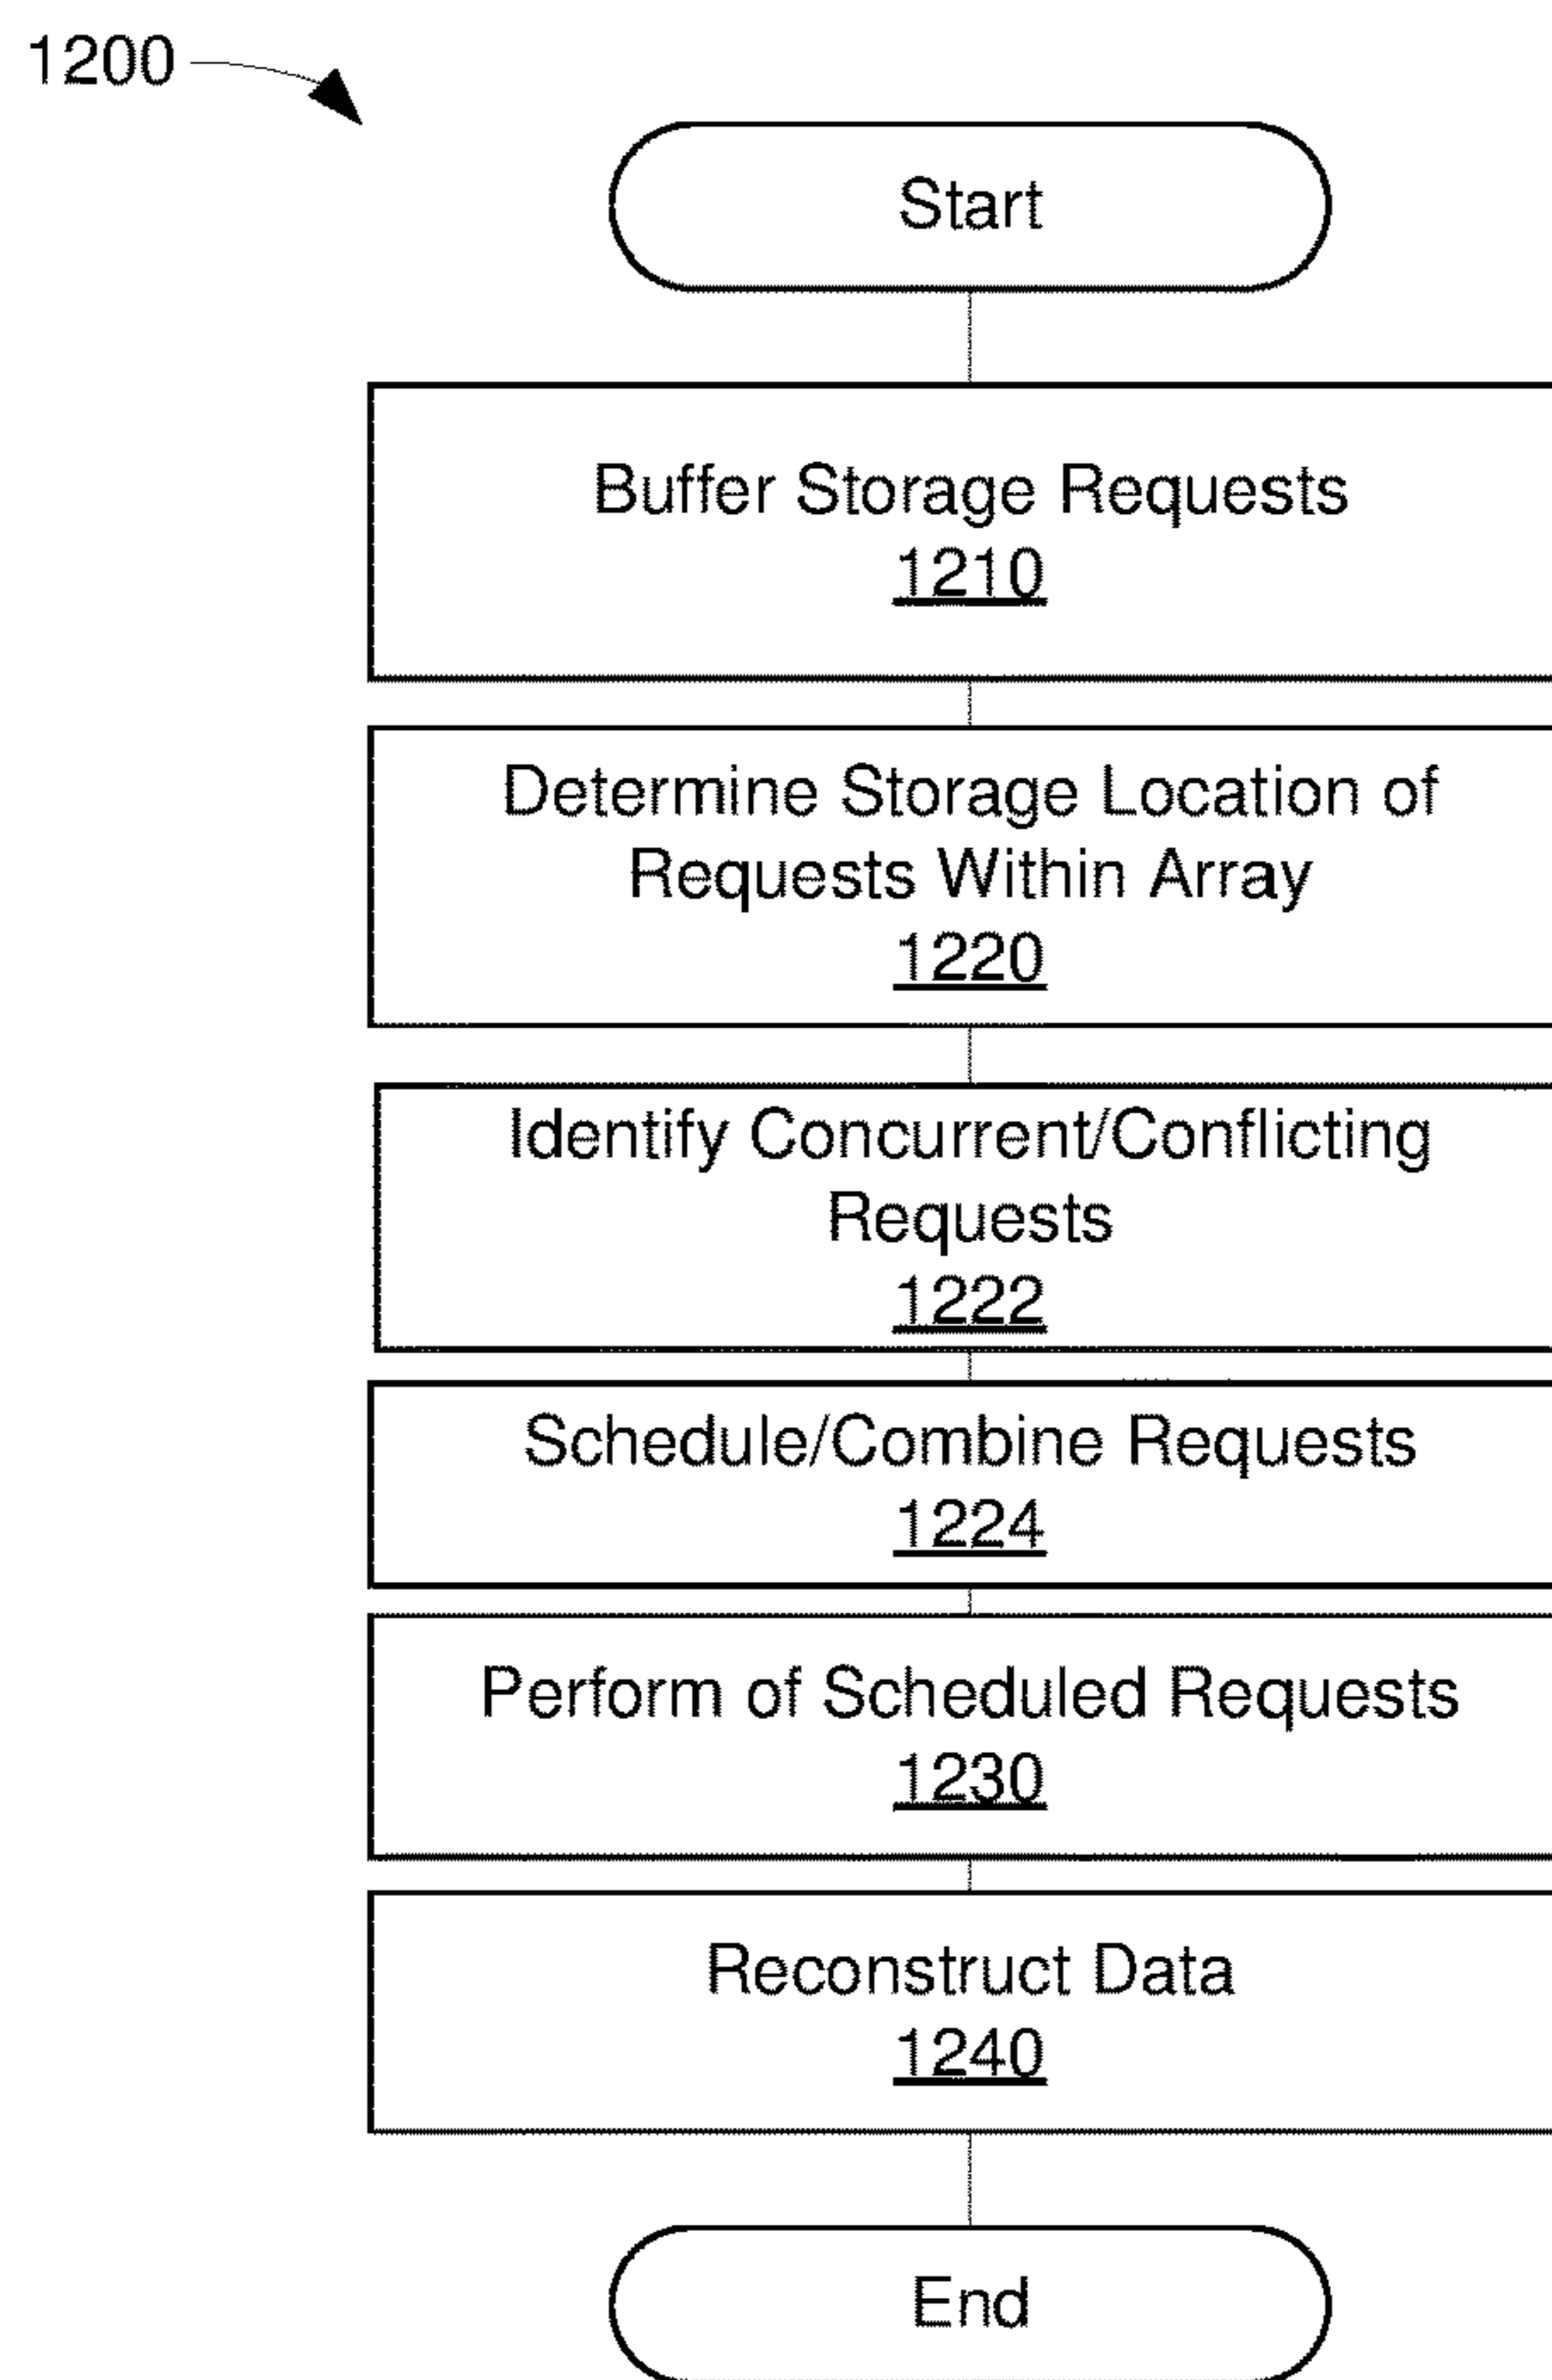 1200
Start
Buffer Storage Requests
1210
Determine Storage Location of
Requests Within Array
1220
Identify Concurrent/Conflicting
Requests
1222
Schedule/Combine Requests
1224
Perform of Scheduled Requests
1230
Reconstruct Data
1240
End